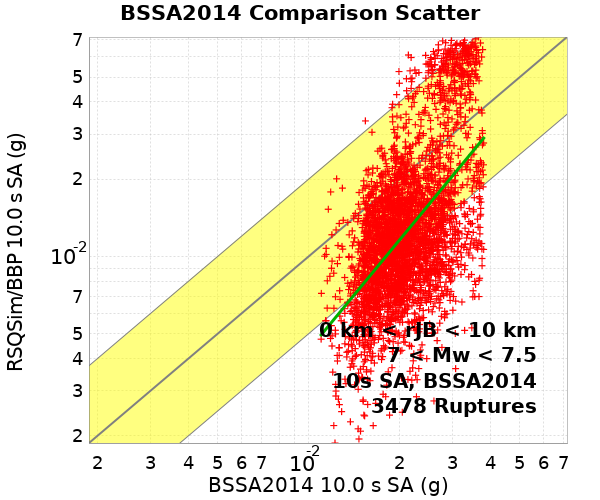 BSSA2014 Comparison Scatter
RSQSim/BBP 10.0 s SA (g)
7
5
4
3
2
10-2
7
5
4
3
2
0 km < rJB < 10 km
7 < Mw < 7.5
10s SA, BSSA2014
3478 Ruptures
2 3 4 5 6 7 10-2 2 3 4 5 6 7
BSSA2014 10.0 s SA (g)